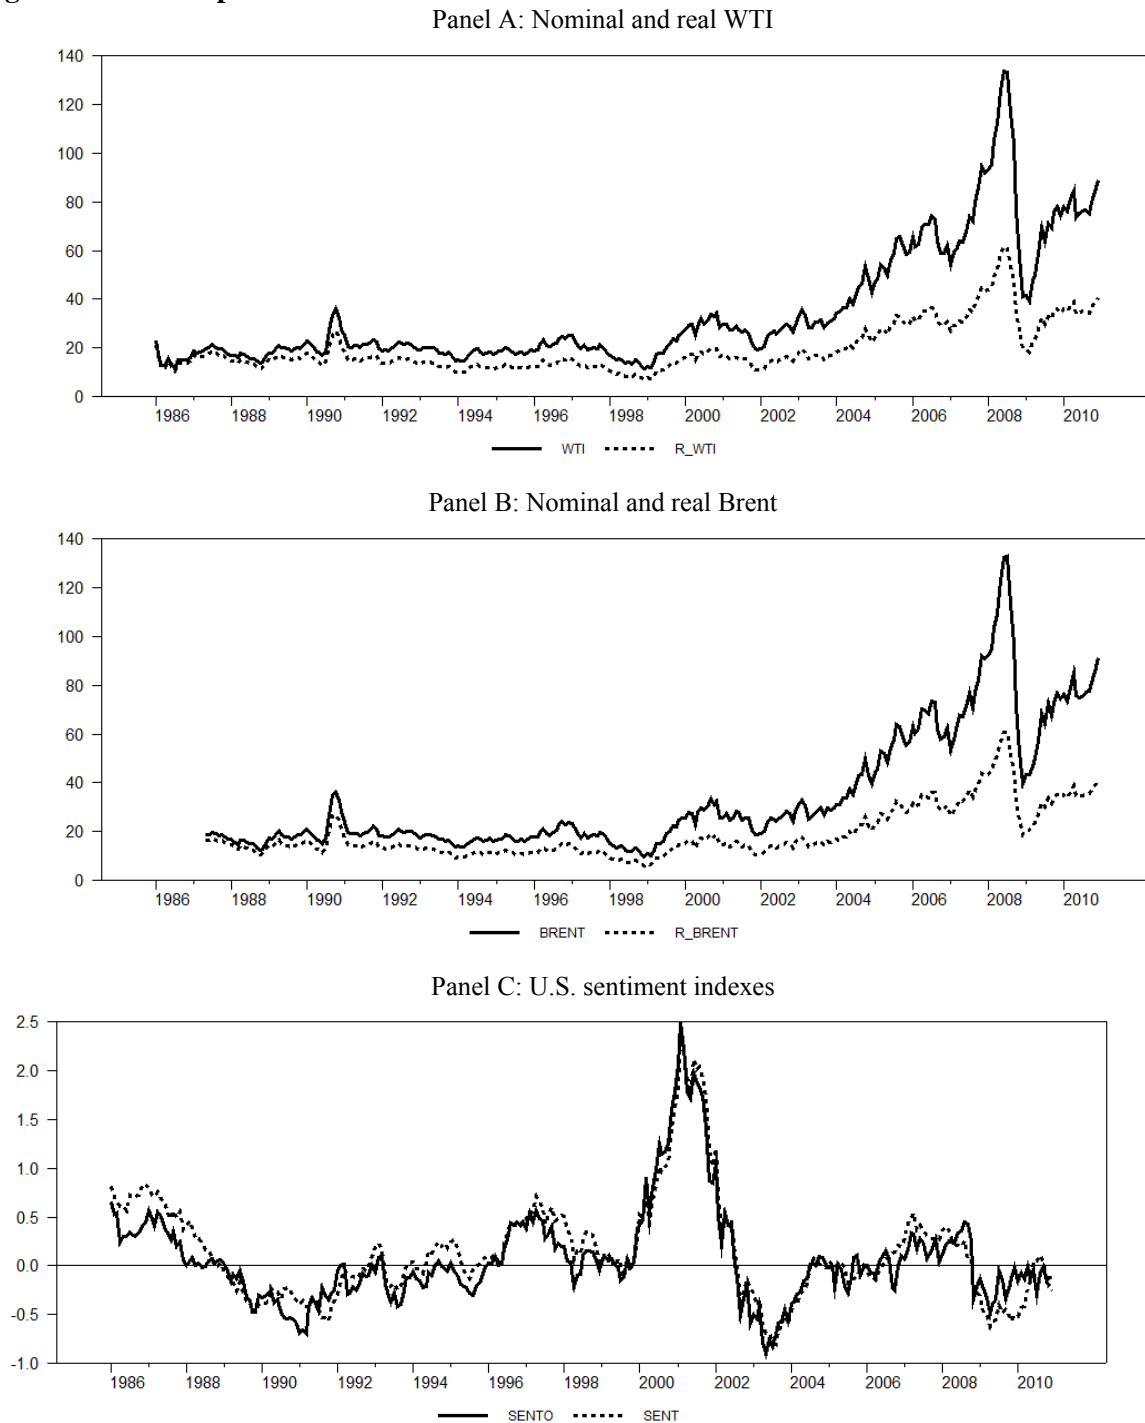 Panel A: Nominal and real WTI
140
120
100
80
60
40
20
0
1986 1988 1990 1992 1994 1996 1998 2000 2002 2004 2006 2008 2010
WTI R_WTI
Panel B: Nominal and real Brent
140
120
100
80
60
40
20
0
1986 1988 1990 1992 1994 1996 1998 2000 2002 2004 2006 2008 2010
BRENT R_BRENT
Panel C: U.S. sentiment indexes
2.5
2.0
1.5
1.0
0.5
0.0
-0.5
-1.0
1986 1988 1990 1992 1994 1996 1998 2000 2002 2004 2006 2008 2010
SENTO SENT